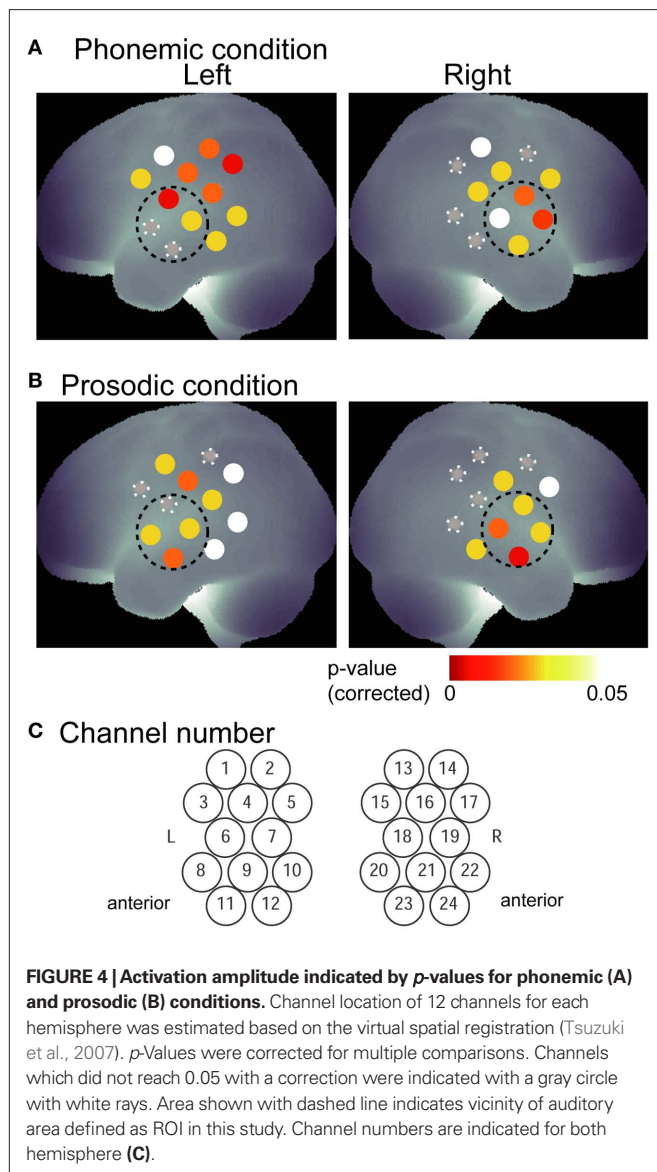 A Phonemic condition
Left Right
B Prosodic condition
p-value
(corrected) 0 0.05
C Channel number
1 2 13 14
3 4 5 15 16 17
L 6 7 18 19 R
8 9 10 20 21 22
anterior 11 12 23 24 anterior
FIGURE 4 | Activation amplitude indicated by p-values for phonemic (A)
and prosodic (B) conditions. Channel location of 12 channels for each
hemisphere was estimated based on the virtual spatial registration (Tsuzuki
et al., 2007). p-Values were corrected for multiple comparisons. Channels
which did not reach 0.05 with a correction were indicated with a gray circle
with white rays. Area shown with dashed line indicates vicinity of auditory
area defined as ROI in this study. Channel numbers are indicated for both
hemisphere (C).